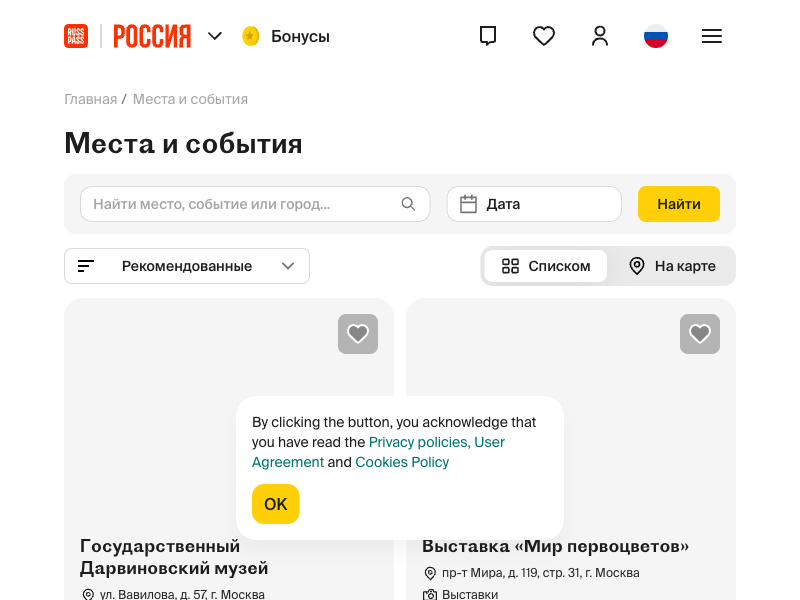 RUSS PASS РОССИЯ Бонусы
Главная / Места и события
Места и события
Найти место, событие или город... Дата Найти
Рекомендованные Списком На карте
By clicking the button, you acknowledge that
you have read the Privacy policies, User
Agreement and Cookies Policy
OK
Государственный
Дарвиновский музей
ул. Вавилова, д. 57, г. Москва
Выставка «Мир первоцветов»
пр-т Мира, д. 119, стр. 31, г. Москва
Выставки